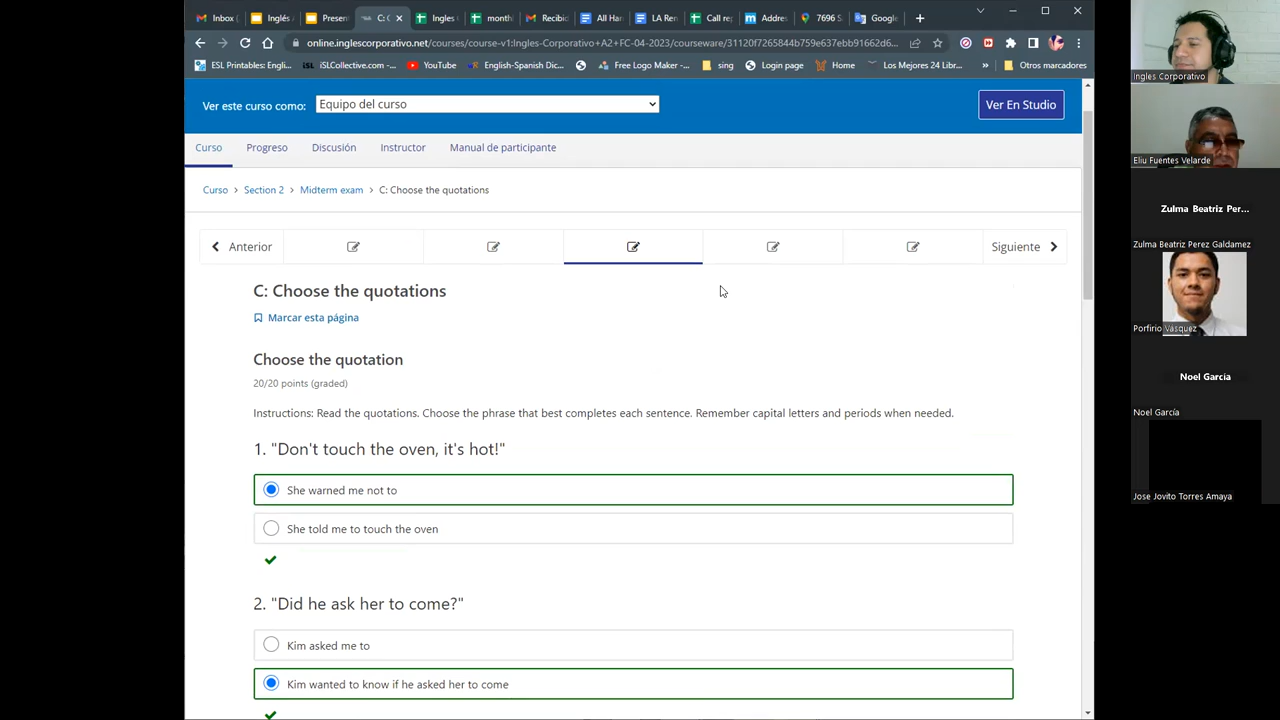 Inbox (
Inglés A
Present
C: C
Ingles
month
Recibid
All Har
LA Ren
Call re
Addres
7696 S
Google
online.inglescorporativo.net/courses/course-v1:Ingles-Corporativo+A2+FC-04-2023/courseware/31120f7265844b759e637ebb91662d6...
ESL Printables: Engli...
iSLCollective.com -...
YouTube
English-Spanish Dic...
Free Logo Maker -...
sing
Login page
Home
Los Mejores 24 Libr...
»
Otros marcadores
Ver este curso como:
Equipo del curso
Ver En Studio
Curso
Progreso
Discusión
Instructor
Manual de participante
Curso > Section 2 > Midterm exam > C: Choose the quotations
Anterior
Siguiente
C: Choose the quotations
Marcar esta página
Choose the quotation
20/20 points (graded)
Instructions: Read the quotations. Choose the phrase that best completes each sentence. Remember capital letters and periods when needed.
1. "Don't touch the oven, it's hot!"
She warned me not to
She told me to touch the oven
2. "Did he ask her to come?"
Kim asked me to
Kim wanted to know if he asked her to come
Ingles Corporativo
Eliu Fuentes Velarde
Zulma Beatriz Per...
Zulma Beatriz Perez Galdamez
Porfirio Vasquez
Noel Garcia
Noel García
Jose Jovito Torres Amaya